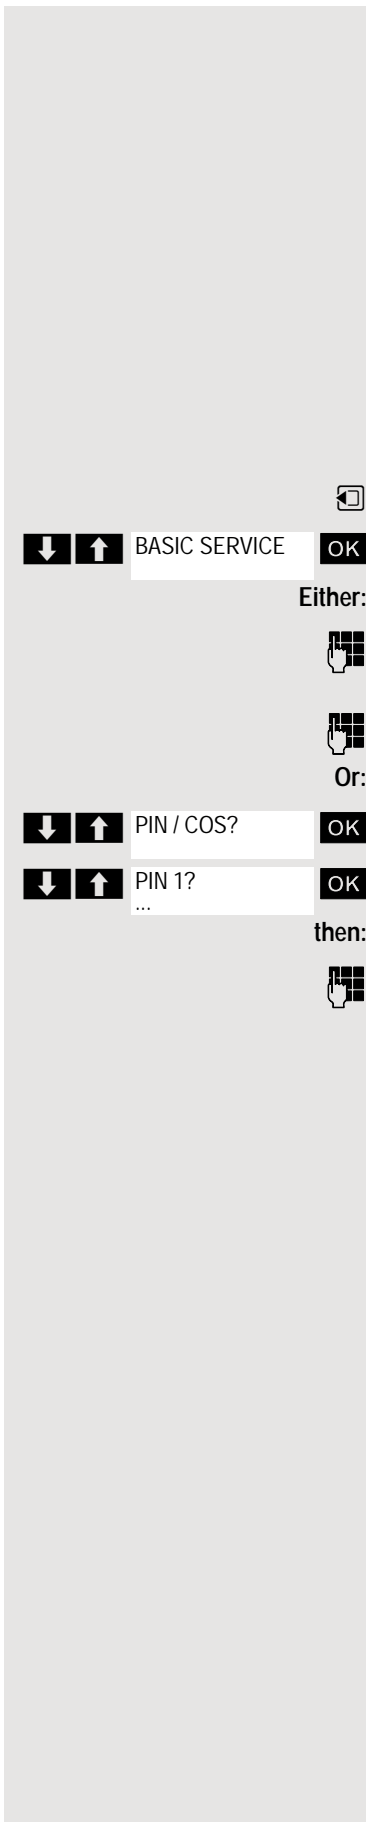 BASIC SERVICE OK
Either:
Or:
PIN / COS? OK
PIN 1? OK
...
then: